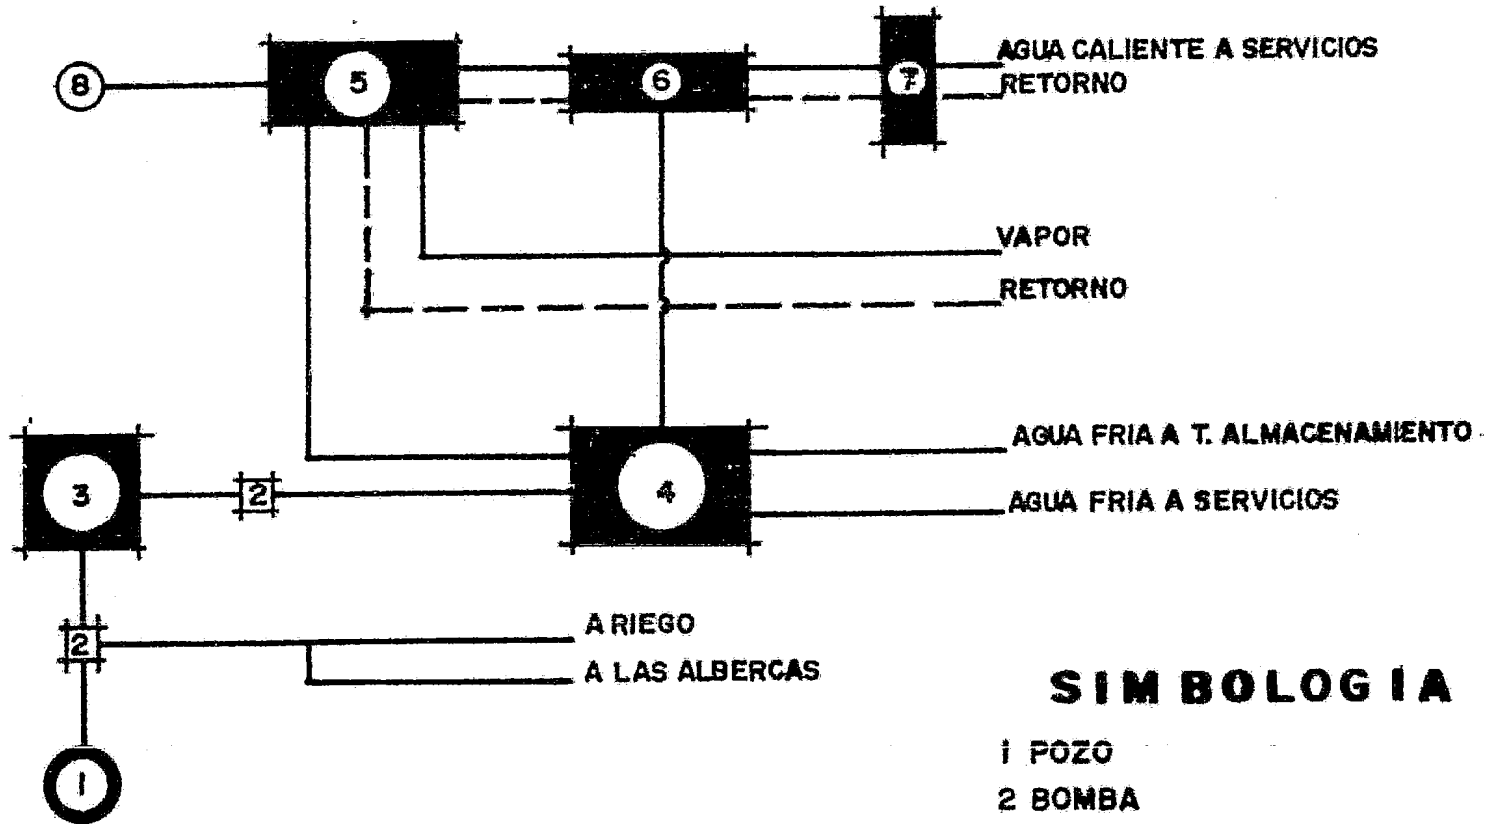 AGUA CALIENTE A SERVICIOS
RETORNO
8
5
6
7
VAPOR
RETORNO
AGUA FRIA A T. ALMACENAMIENTO
3
2
4
AGUA FRIA A SERVICIOS
A RIEGO
2
A LAS ALBERCAS
SIMBOLOGIA
1 POZO
1
2 BOMBA